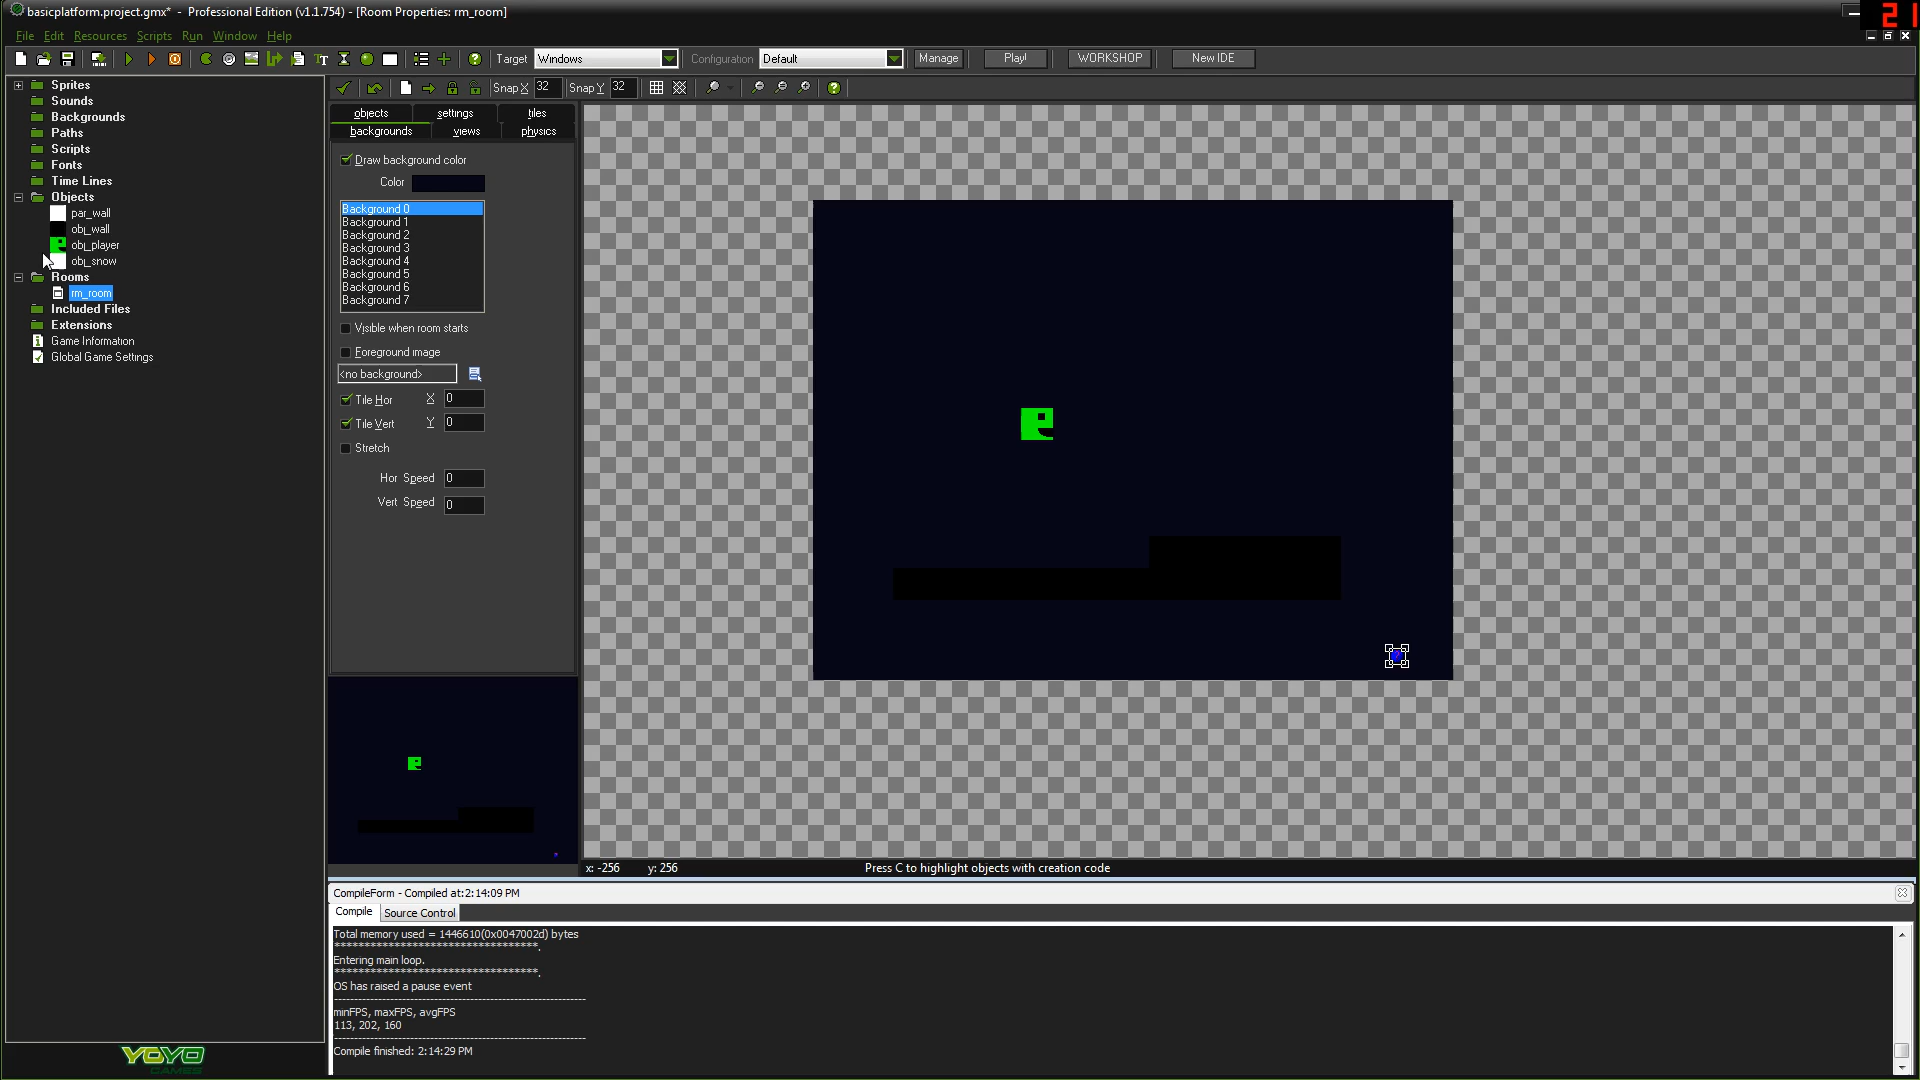 basicplatform.project.gmx* - Professional Edition (v1.1.754) - [Room Properties: rm_room]
21
File Edit Resources Scripts Run Window Help
Target Windows Configuration Default Manage Play! WORKSHOP New IDE
Sprites
Sounds
Backgrounds
Paths
Scripts
Fonts
Time Lines
Objects
par_wall
obj_wall
obj_player
obj_snow
Rooms
rm_room
Included Files
Extensions
Game Information
Global Game Settings
YOYO
GAMES
Snap X 32 Snap Y 32
objects settings tiles
backgrounds views physics
Draw background color
Color
Background 0
Background 1
Background 2
Background 3
Background 4
Background 5
Background 6
Background 7
Visible when room starts
Foreground image
<no background>
Tile Hor X 0
Tile Vert Y 0
Stretch
Hor Speed 0
Vert Speed 0
x: -256 y: 256 Press C to highlight objects with creation code
CompileForm - Compiled at:2:14:09 PM
Compile Source Control
Total memory used = 1446610(0x0047002d) bytes
**********************************.
Entering main loop.
**********************************.
OS has raised a pause event
minFPS, maxFPS, avgFPS
113, 202, 160
Compile finished: 2:14:29 PM